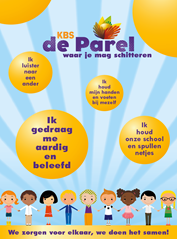 KBS
de Parel
waar je mag schitteren
Ik
luister
naar
een
ander
Ik
houd
mijn handen
en voeten
bij mezelf
Ik
gedraag
me
aardig
en
beleefd
Ik
houd
onze school
en spullen
netjes
We zorgen voor elkaar, we doen het samen!